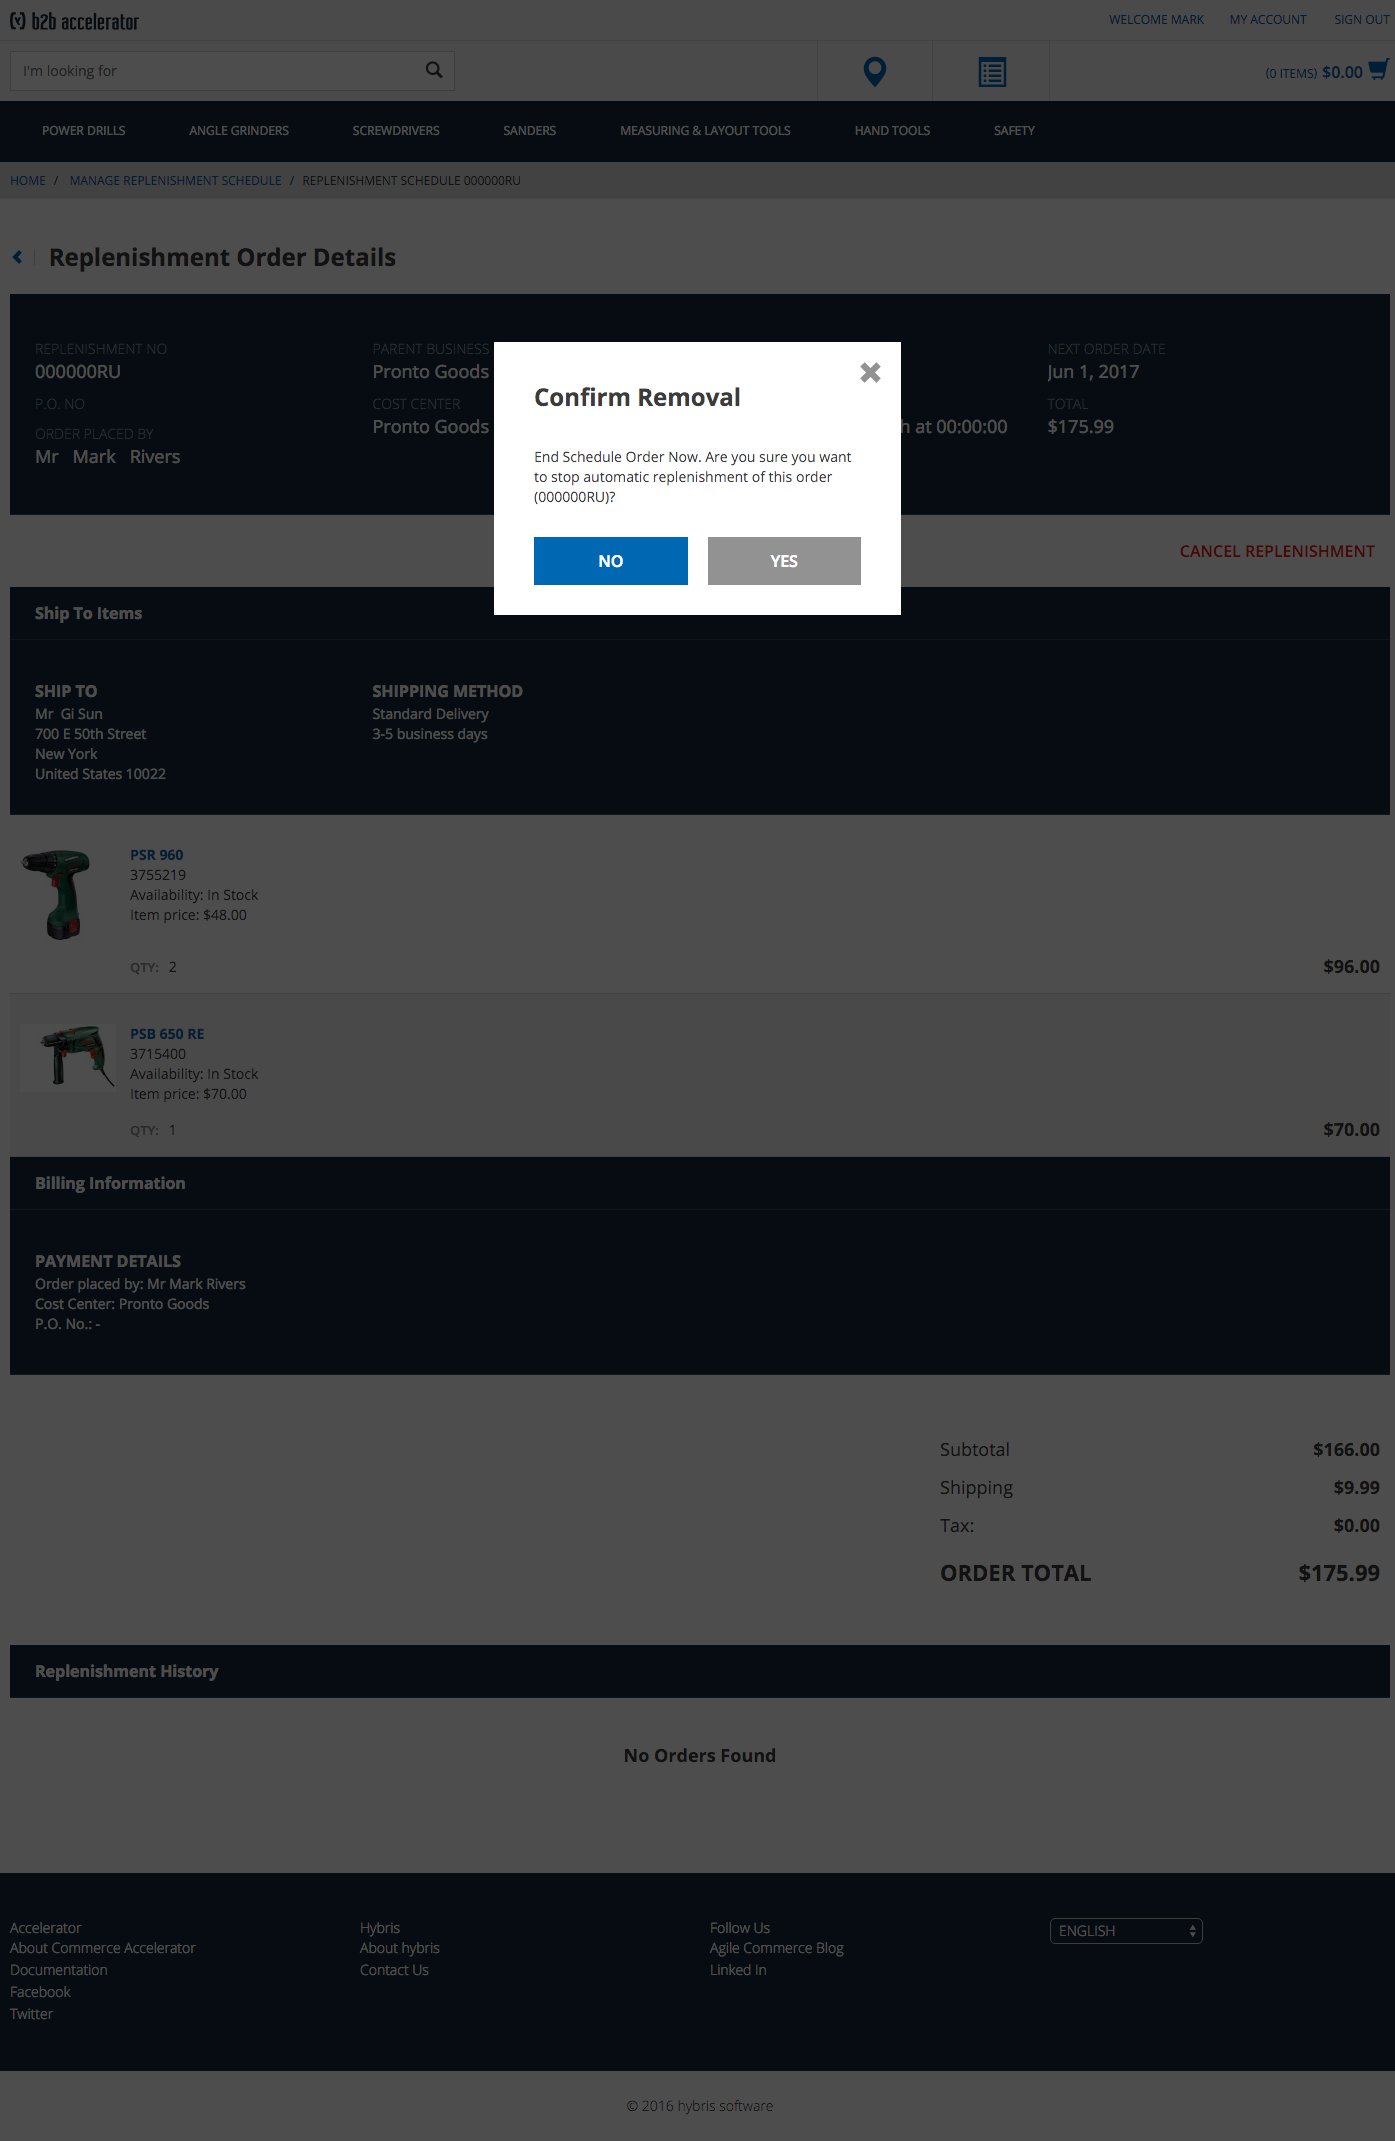 b2b accelerator
WELCOME MARK MY ACCOUNT SIGN OUT
I'm looking for
(0 ITEMS) $0.00
POWER DRILLS ANGLE GRINDERS SCREWDRIVERS SANDERS MEASURING & LAYOUT TOOLS HAND TOOLS SAFETY
HOME / MANAGE REPLENISHMENT SCHEDULE / REPLENISHMENT SCHEDULE 000000RU
Replenishment Order Details
REPLENISHMENT NO
000000RU
P.O. NO
ORDER PLACED BY
Mr Mark Rivers
PARENT BUSINESS
Pronto Goods
COST CENTER
Pronto Goods
h at 00:00:00
NEXT ORDER DATE
Jun 1, 2017
TOTAL
$175.99
Confirm Removal
End Schedule Order Now. Are you sure you want
to stop automatic replenishment of this order
(000000RU)?
NO YES
CANCEL REPLENISHMENT
Ship To Items
SHIP TO
Mr Gi Sun
700 E 50th Street
New York
United States 10022
SHIPPING METHOD
Standard Delivery
3-5 business days
PSR 960
3755219
Availability: In Stock
Item price: $48.00
QTY: 2
$96.00
PSB 650 RE
3715400
Availability: In Stock
Item price: $70.00
QTY: 1
$70.00
Billing Information
PAYMENT DETAILS
Order placed by: Mr Mark Rivers
Cost Center: Pronto Goods
P.O. No.: -
Subtotal $166.00
Shipping $9.99
Tax: $0.00
ORDER TOTAL $175.99
Replenishment History
No Orders Found
Accelerator
About Commerce Accelerator
Documentation
Facebook
Twitter
Hybris
About hybris
Contact Us
Follow Us
Agile Commerce Blog
Linked In
ENGLISH
© 2016 hybris software